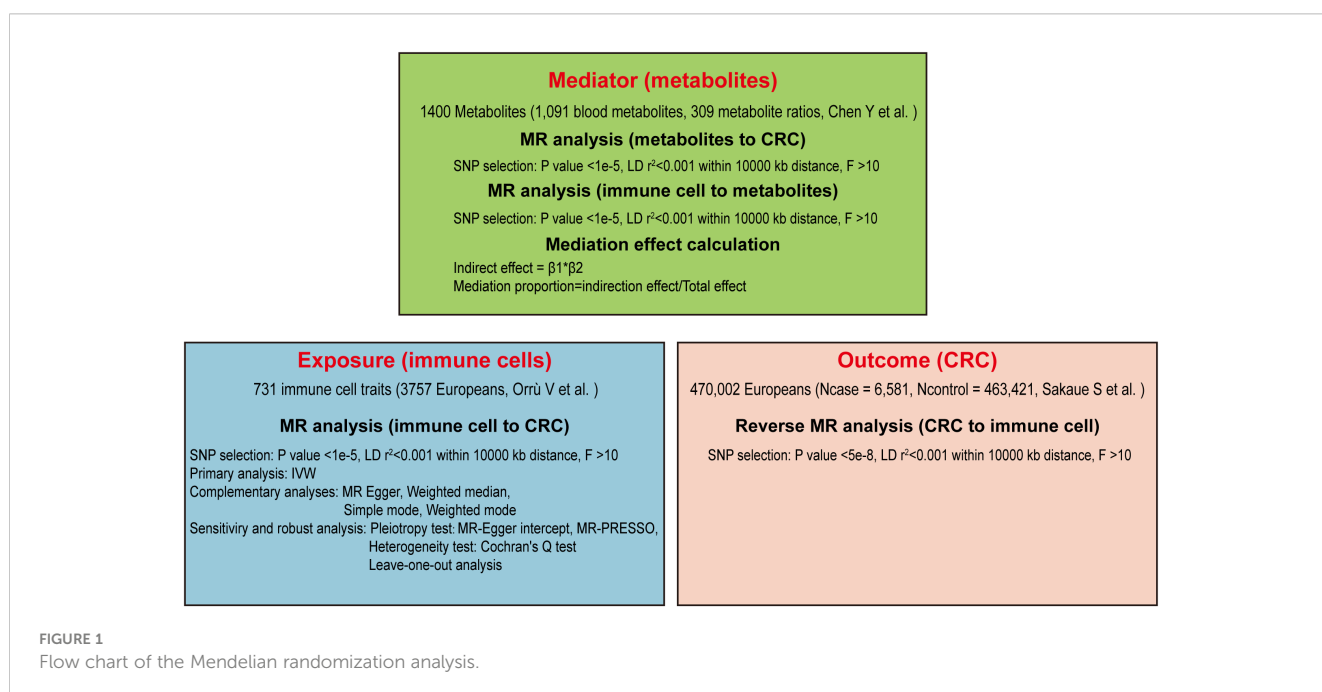 Mediator (metabolites)
1400 Metabolites (1,091 blood metabolites, 309 metabolite ratios, Chen Y et al. )
MR analysis (metabolites to CRC)
SNP selection: P value <1e-5, LD r²<0.001 within 10000 kb distance, F >10
MR analysis (immune cell to metabolites)
SNP selection: P value <1e-5, LD r²<0.001 within 10000 kb distance, F >10
Mediation effect calculation
Indirect effect = β1*β2
Mediation proportion=indirection effect/Total effect
Exposure (immune cells)
731 immune cell traits (3757 Europeans, Orrù V et al. )
MR analysis (immune cell to CRC)
SNP selection: P value <1e-5, LD r²<0.001 within 10000 kb distance, F >10
Primary analysis: IVW
Complementary analyses: MR Egger, Weighted median,
Simple mode, Weighted mode
Sensitiviry and robust analysis: Pleiotropy test: MR-Egger intercept, MR-PRESSO,
Heterogeneity test: Cochran's Q test
Leave-one-out analysis
Outcome (CRC)
470,002 Europeans (Ncase = 6,581, Ncontrol = 463,421, Sakaue S et al. )
Reverse MR analysis (CRC to immune cell)
SNP selection: P value <5e-8, LD r²<0.001 within 10000 kb distance, F >10
FIGURE 1
Flow chart of the Mendelian randomization analysis.